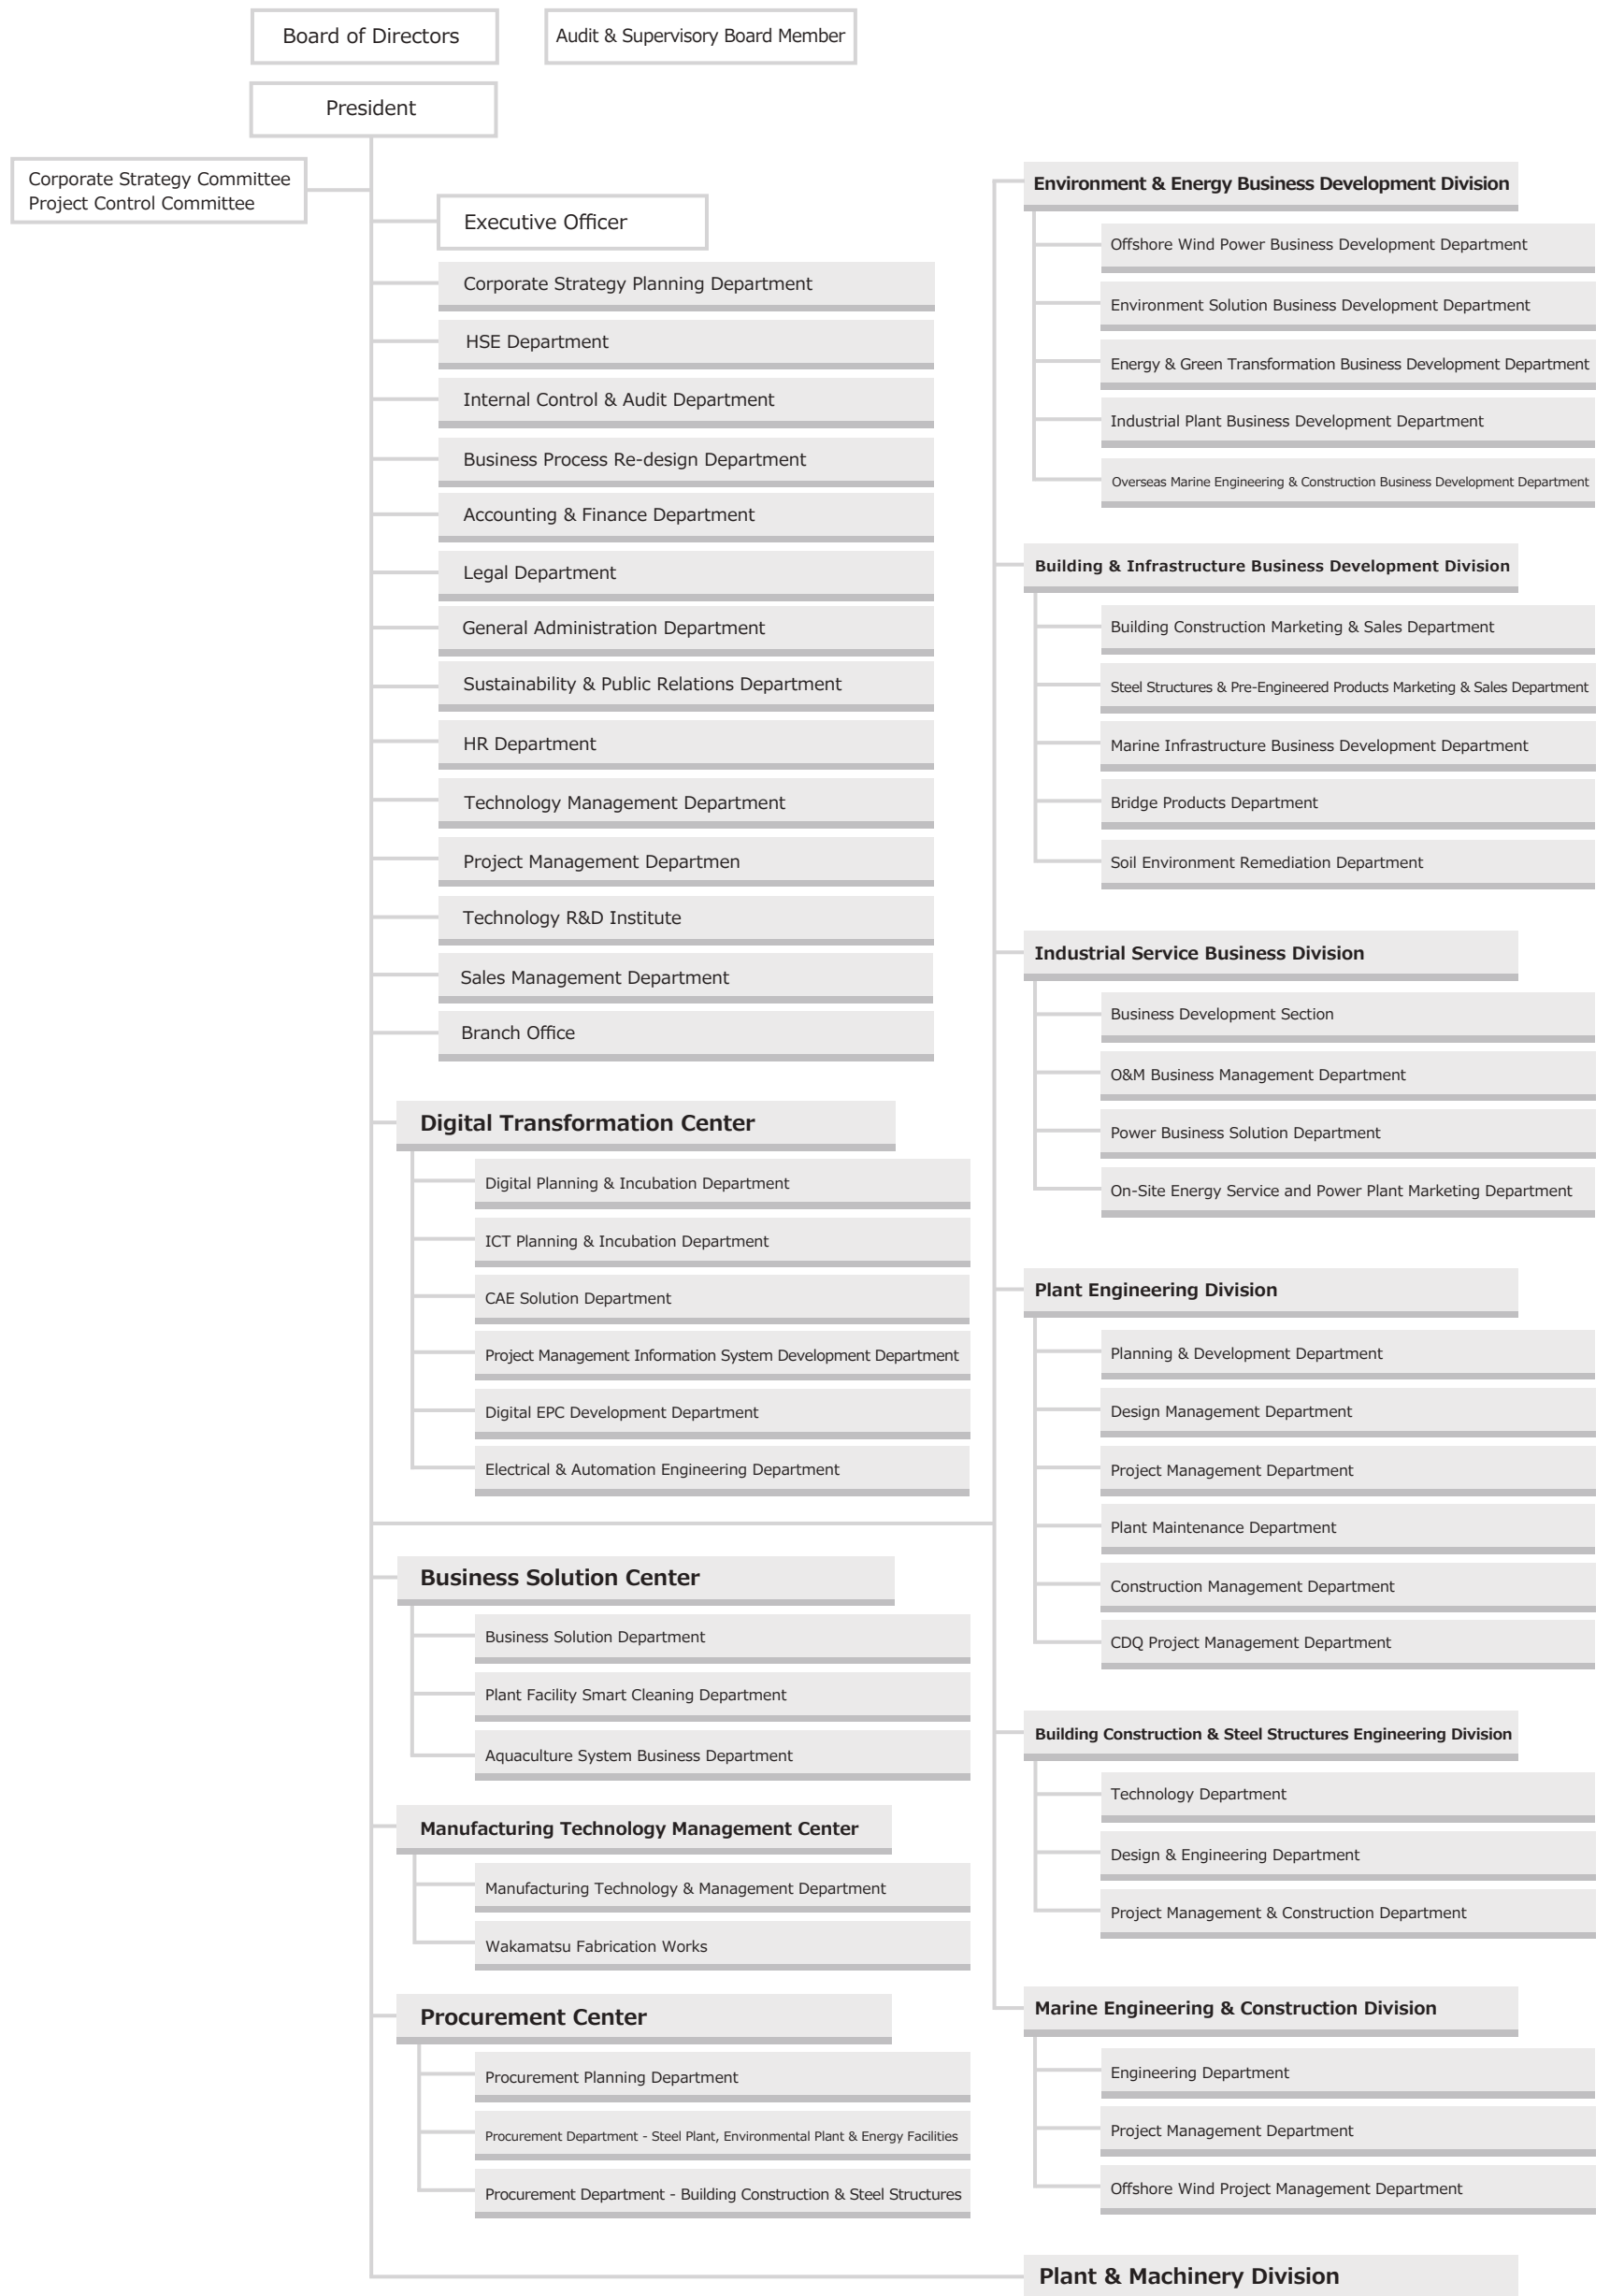 Board of Directors
Audit & Supervisory Board Member
President
Corporate Strategy Committee
Project Control Committee
Executive Officer
Corporate Strategy Planning Department
HSE Department
Internal Control & Audit Department
Business Process Re-design Department
Accounting & Finance Department
Legal Department
General Administration Department
Sustainability & Public Relations Department
HR Department
Technology Management Department
Project Management Departmen
Technology R&D Institute
Sales Management Department
Branch Office
Digital Transformation Center
Digital Planning & Incubation Department
ICT Planning & Incubation Department
CAE Solution Department
Project Management Information System Development Department
Digital EPC Development Department
Electrical & Automation Engineering Department
Business Solution Center
Business Solution Department
Plant Facility Smart Cleaning Department
Aquaculture System Business Department
Manufacturing Technology Management Center
Manufacturing Technology & Management Department
Wakamatsu Fabrication Works
Procurement Center
Procurement Planning Department
Procurement Department - Steel Plant, Environmental Plant & Energy Facilities
Procurement Department - Building Construction & Steel Structures
Environment & Energy Business Development Division
Offshore Wind Power Business Development Department
Environment Solution Business Development Department
Energy & Green Transformation Business Development Department
Industrial Plant Business Development Department
Overseas Marine Engineering & Construction Business Development Department
Building & Infrastructure Business Development Division
Building Construction Marketing & Sales Department
Steel Structures & Pre-Engineered Products Marketing & Sales Department
Marine Infrastructure Business Development Department
Bridge Products Department
Soil Environment Remediation Department
Industrial Service Business Division
Business Development Section
O&M Business Management Department
Power Business Solution Department
On-Site Energy Service and Power Plant Marketing Department
Plant Engineering Division
Planning & Development Department
Design Management Department
Project Management Department
Plant Maintenance Department
Construction Management Department
CDQ Project Management Department
Building Construction & Steel Structures Engineering Division
Technology Department
Design & Engineering Department
Project Management & Construction Department
Marine Engineering & Construction Division
Engineering Department
Project Management Department
Offshore Wind Project Management Department
Plant & Machinery Division